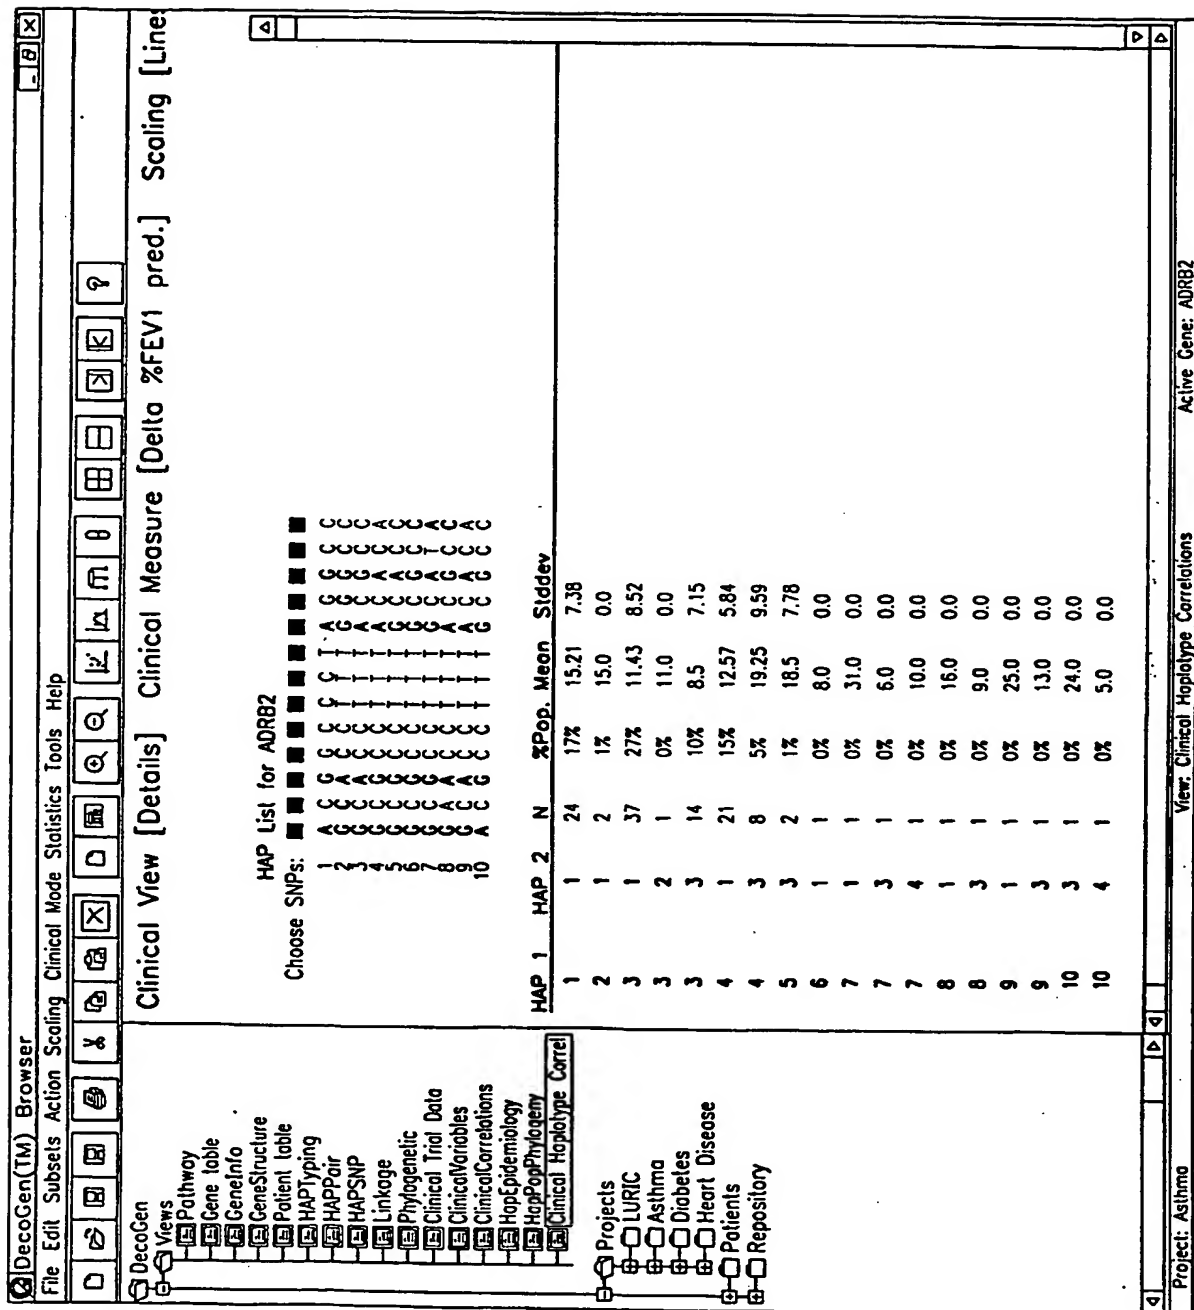 DecoGen(TM) Browser
File Edit Subsets Action Scaling Clinical Mode Statistics Tools Help
DecoGen
Views
Pathway
Gene table
GeneInfo
GeneStructure
Patient table
HAPTyping
HAPPair
HAPSNP
Linkage
Phylogenetic
Clinical Trial Data
ClinicalVariables
ClinicalCorrelations
HapEpidemiology
HapPopPhylogeny
Clinical Haplotype Correl
Projects
LURIC
Asthma
Diabetes
Heart Disease
Patients
Repository
Clinical View [Details] Clinical Measure [Delta %FEV1 pred.] Scaling [Lines
HAP List for ADRB2
Choose SNPs:
1
2
3
4
5
6
7
8
9
10
HAP 1 HAP 2 N %Pop. Mean Stddev
1 1 24 17% 15.21 7.38
2 1 2 1% 15.0 0.0
3 1 37 27% 11.43 8.52
3 2 1 0% 11.0 0.0
3 3 14 10% 8.5 7.15
4 1 21 15% 12.57 5.84
4 3 8 5% 19.25 9.59
5 3 2 1% 18.5 7.78
6 1 1 0% 8.0 0.0
7 1 1 0% 31.0 0.0
7 3 1 0% 6.0 0.0
7 4 1 0% 10.0 0.0
8 1 1 0% 16.0 0.0
8 3 1 0% 9.0 0.0
9 1 1 0% 25.0 0.0
9 3 1 0% 13.0 0.0
10 3 1 0% 24.0 0.0
10 4 1 0% 5.0 0.0
Project: Asthma View: Clinical Haplotype Correlations Active Gene: ADRB2